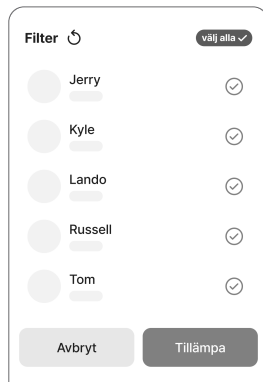 Filter
välj alla
Jerry
Kyle
Lando
Russell
Tom
Avbryt
Tillämpa